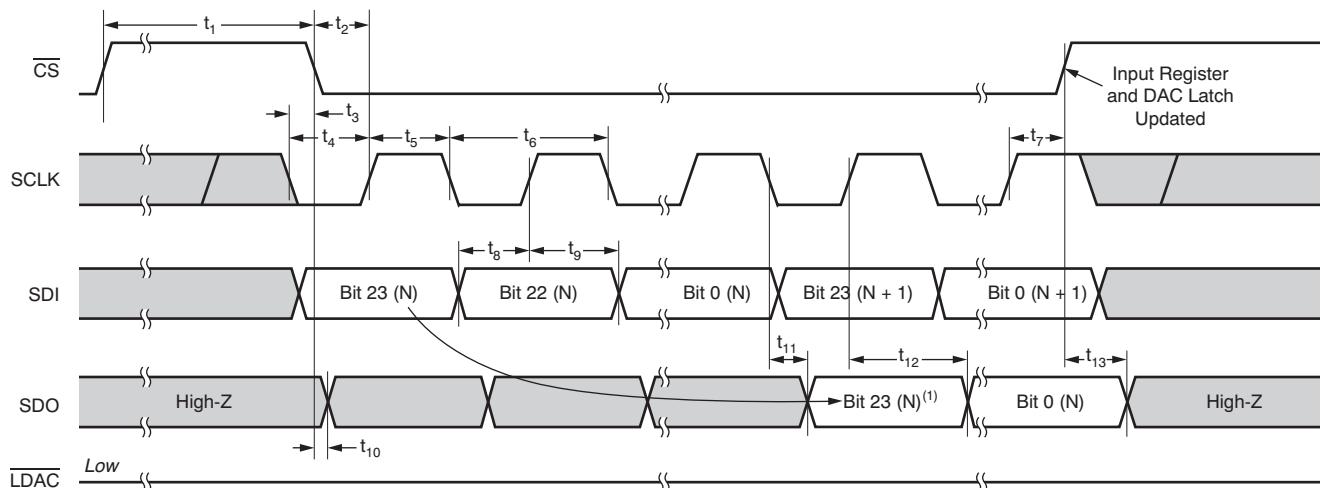 t1 t2
CS
Input Register
and DAC Latch
Updated
t3
t4 t5 t6 t7
SCLK
t8 t9
SDI Bit 23 (N) Bit 22 (N) Bit 0 (N) Bit 23 (N + 1) Bit 0 (N + 1)
t11 t12 t13
SDO High-Z Bit 23 (N)(1) Bit 0 (N) High-Z
t10
LDAC Low